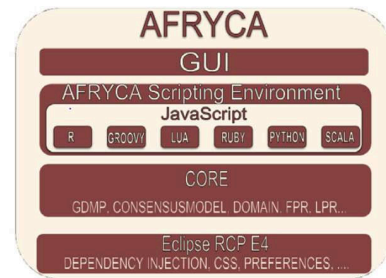 AFRYCA
GUI
AFRYCA Scripting Environment
JavaScript
R GROOVY LUA RUBY PYTHON SCALA
CORE
GDMP, CONSENSUSMODEL, DOMAIN, FPR, LPR...
Eclipse RCP E4
DEPENDENCY INJECTION, CSS, PREFERENCES, ....